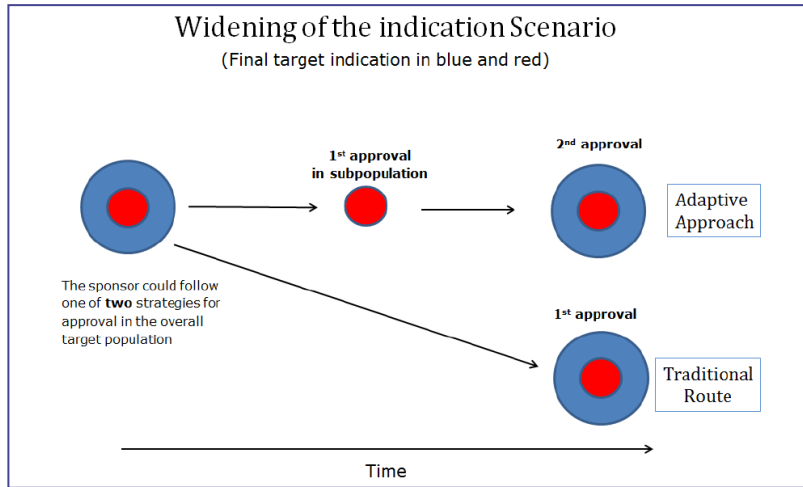 Widening of the indication Scenario
(Final target indication in blue and red)
1st approval
in subpopulation
2nd approval
Adaptive
Approach
The sponsor could follow
one of two strategies for
approval in the overall
target population
1st approval
Traditional
Route
Time